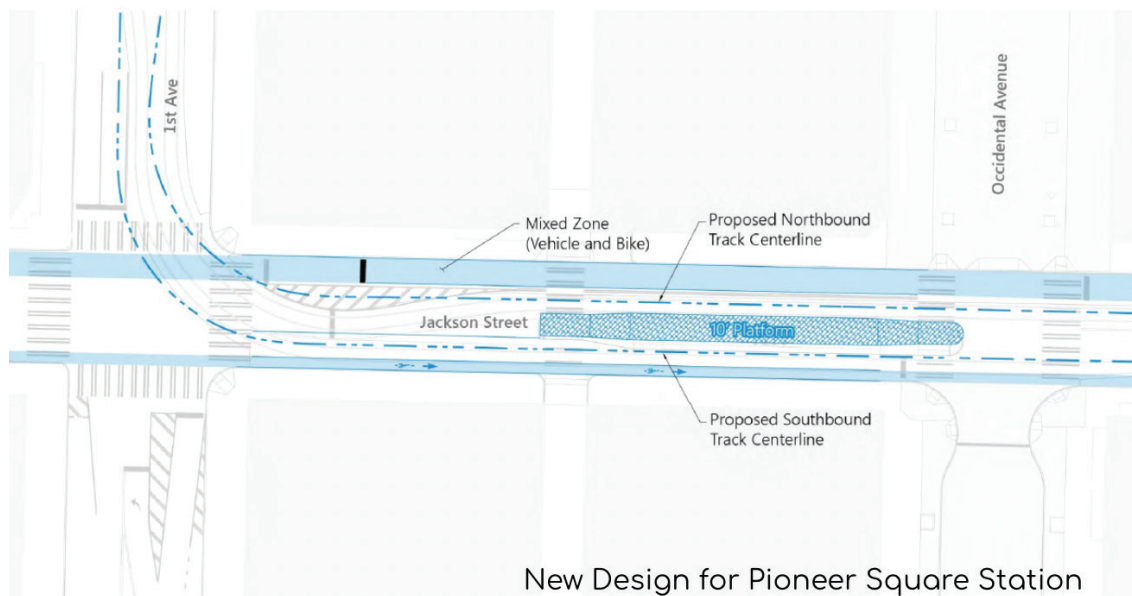 1st Ave
Occidental Avenue
Mixed Zone
(Vehicle and Bike)
Proposed Northbound
Track Centerline
Jackson Street
10' Platform
Proposed Southbound
Track Centerline
New Design for Pioneer Square Station